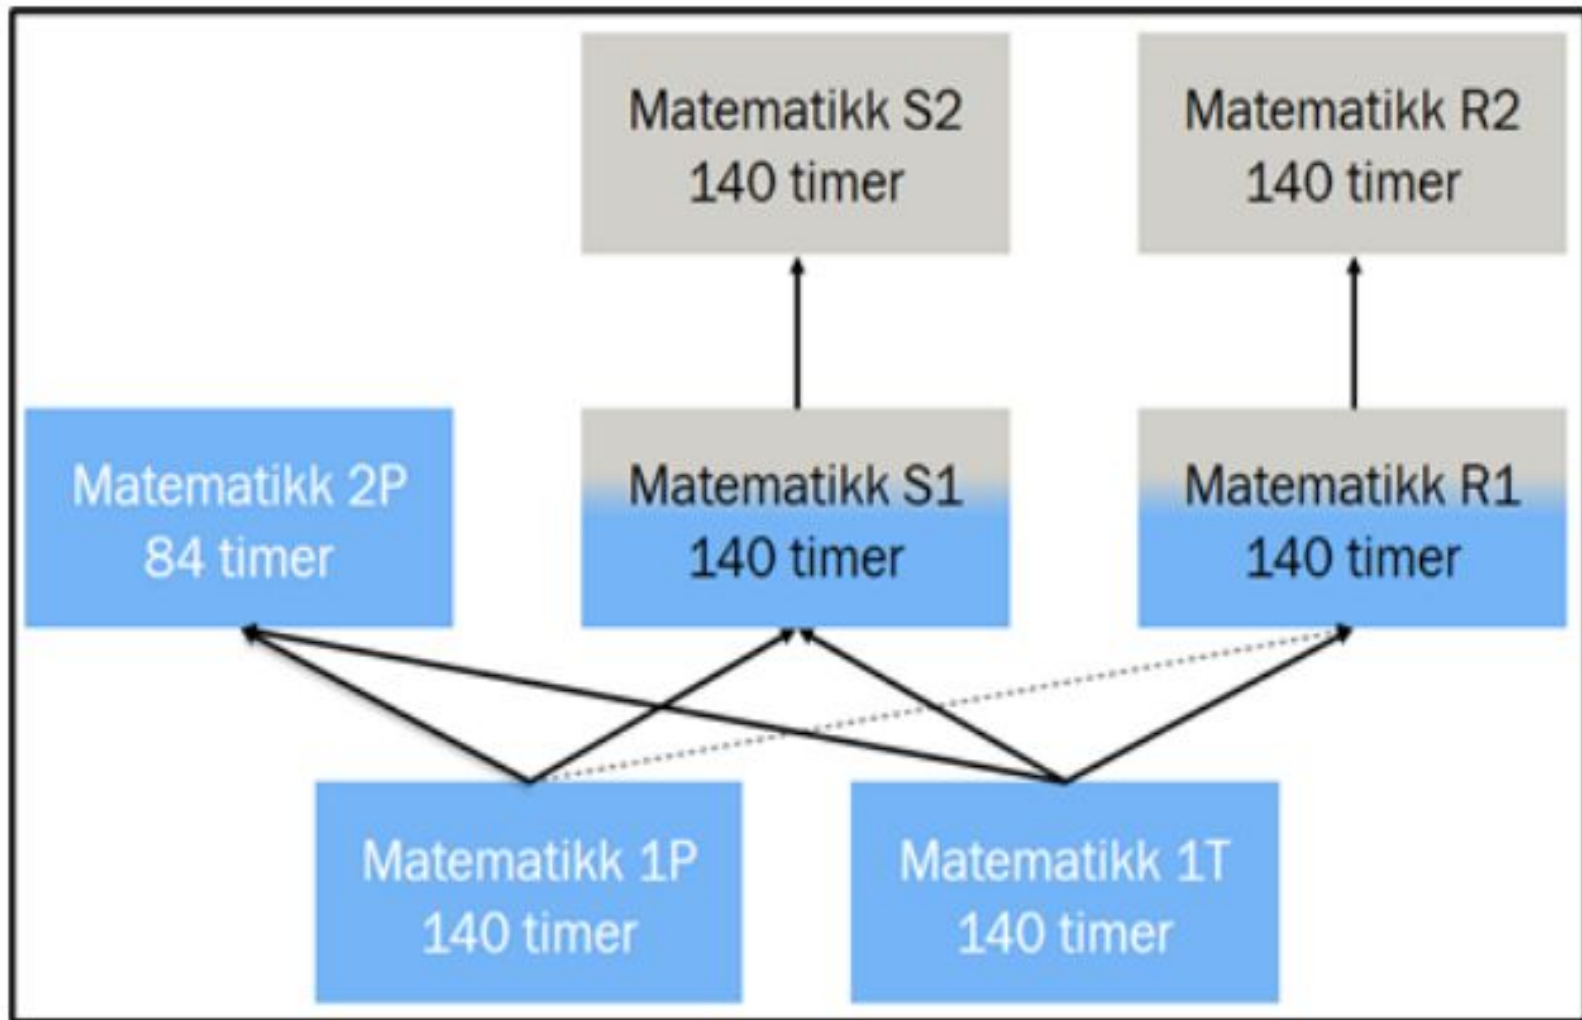 Matematikk S2
140 timer
Matematikk R2
140 timer
Matematikk 2P
84 timer
Matematikk S1
140 timer
Matematikk R1
140 timer
Matematikk 1P
140 timer
Matematikk 1T
140 timer